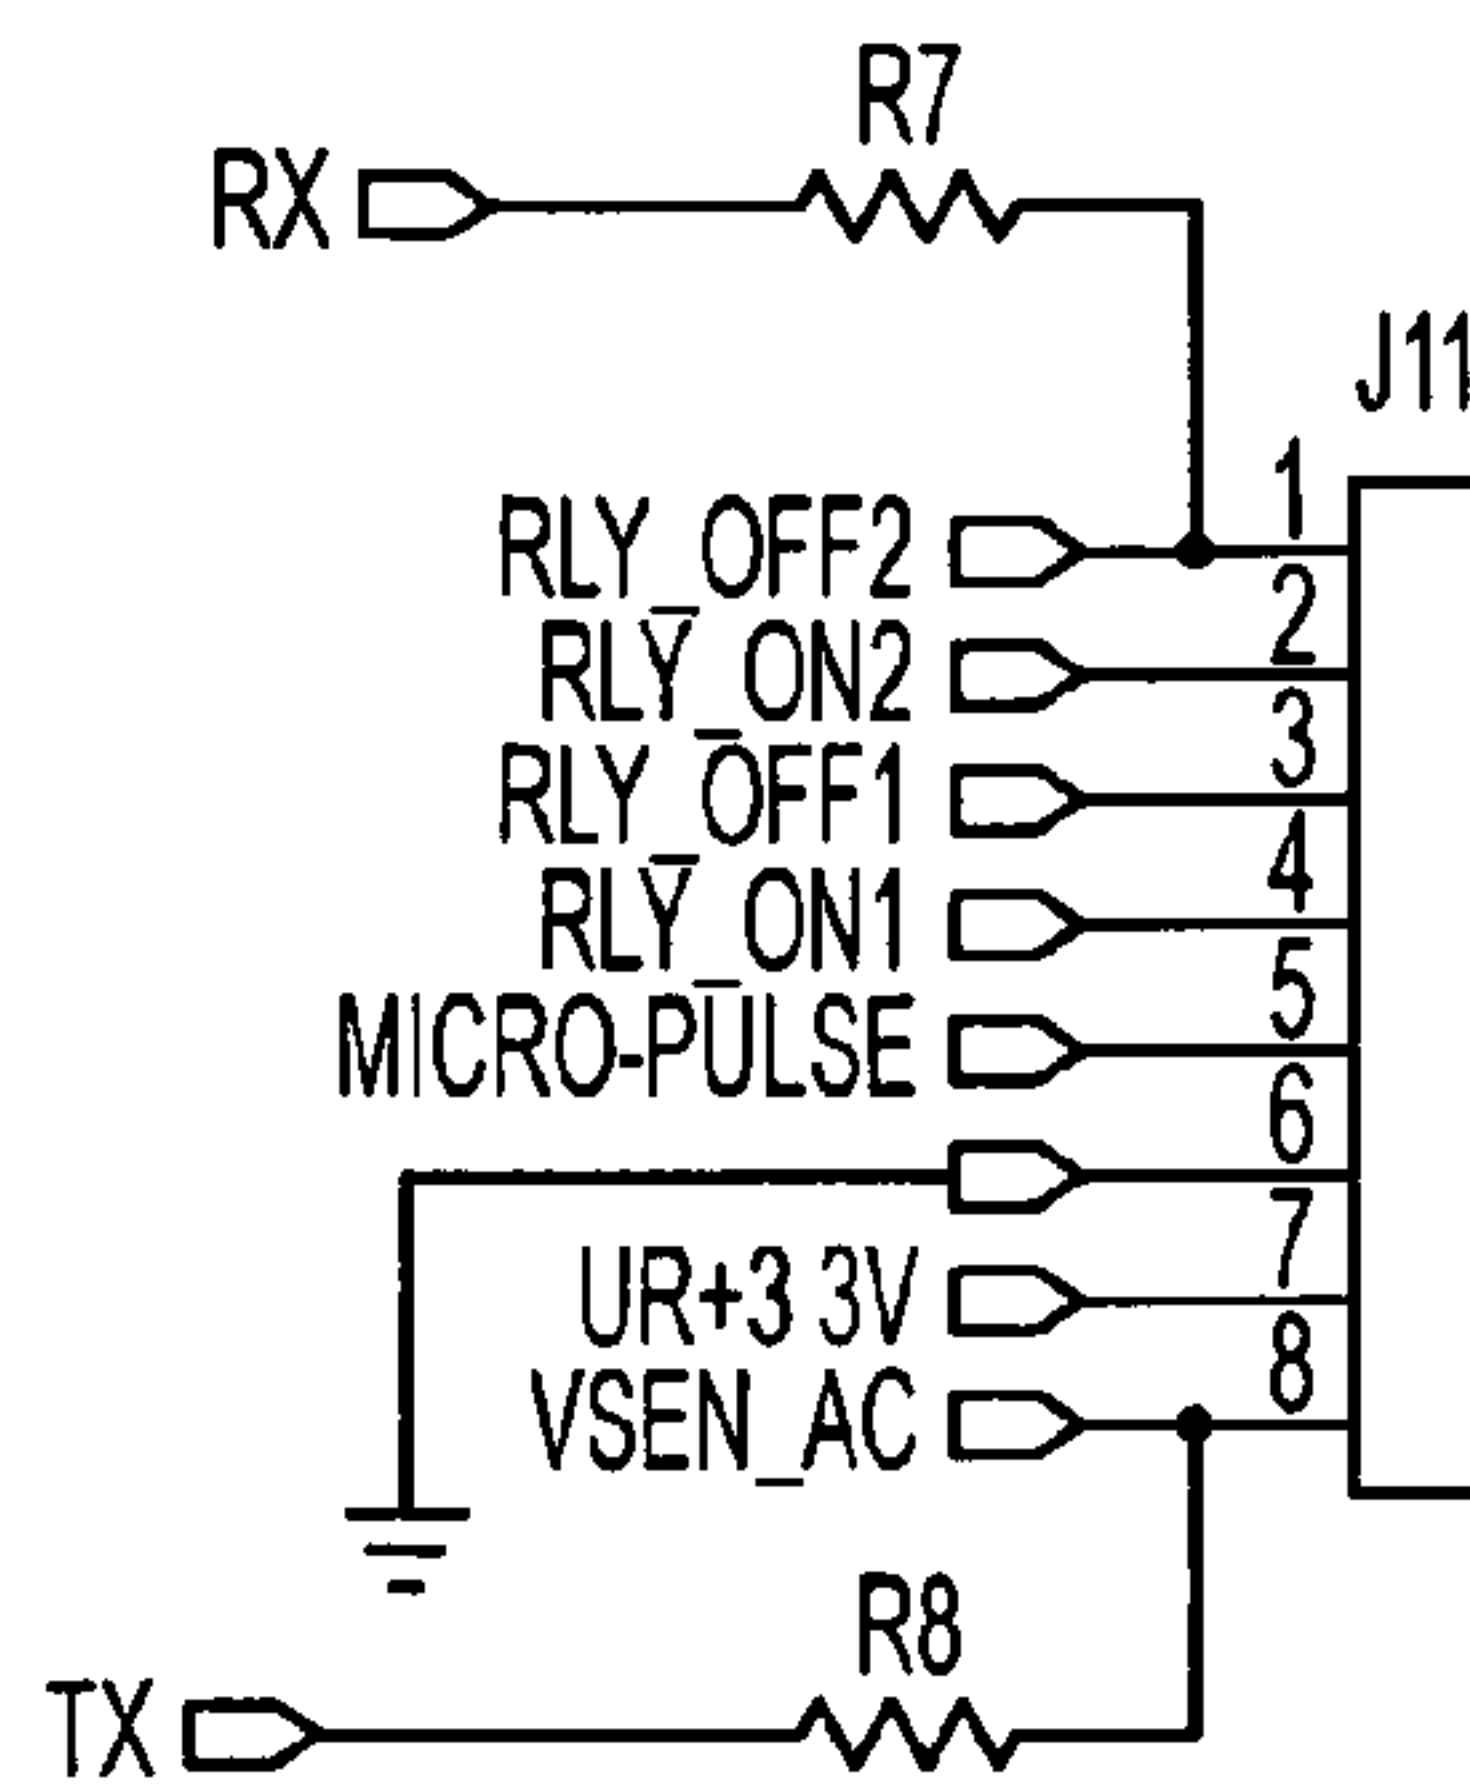 R7
RX
J11
1
RLY_OFF2
2
RLY_ON2
3
RLY_OFF1
4
RLY_ON1
5
MICRO-PULSE
6
7
UR+3 3V
8
VSEN_AC
R8
TX